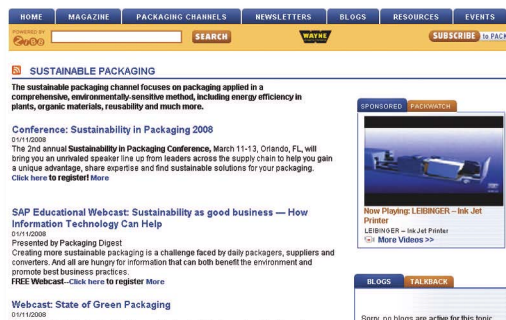 HOME MAGAZINE PACKAGING CHANNELS NEWSLETTERS BLOGS RESOURCES EVENTS
POWERED BY
SEARCH
WAYNE
SUBSCRIBE to PACK
SUSTAINABLE PACKAGING
The sustainable packaging channel focuses on packaging applied in a
comprehensive, environmentally-sensitive method, including energy efficiency in
plants, organic materials, reusability and much more.
Conference: Sustainability in Packaging 2008
01/11/2008
The 2nd annual Sustainability in Packaging Conference, March 11-13, Orlando, FL, will
bring you an unrivaled speaker line up from leaders across the supply chain to help you gain
a unique advantage, share expertise and find sustainable solutions for your packaging.
Click here to register! More
SAP Educational Webcast: Sustainability as good business — How
Information Technology Can Help
01/11/2008
Presented by Packaging Digest
Creating more sustainable packaging is a challenge faced by daily packagers, suppliers and
converters. And all are hungry for information that can both benefit the environment and
promote best business practices.
FREE Webcast--Click here to register More
Webcast: State of Green Packaging
01/11/2008
SPONSORED PACKWATCH
Now Playing: LEIBINGER – Ink Jet
Printer
LEIBINGER – Ink Jet Printer
More Videos >>
BLOGS TALKBACK
Sorry, no blogs are active for this topic